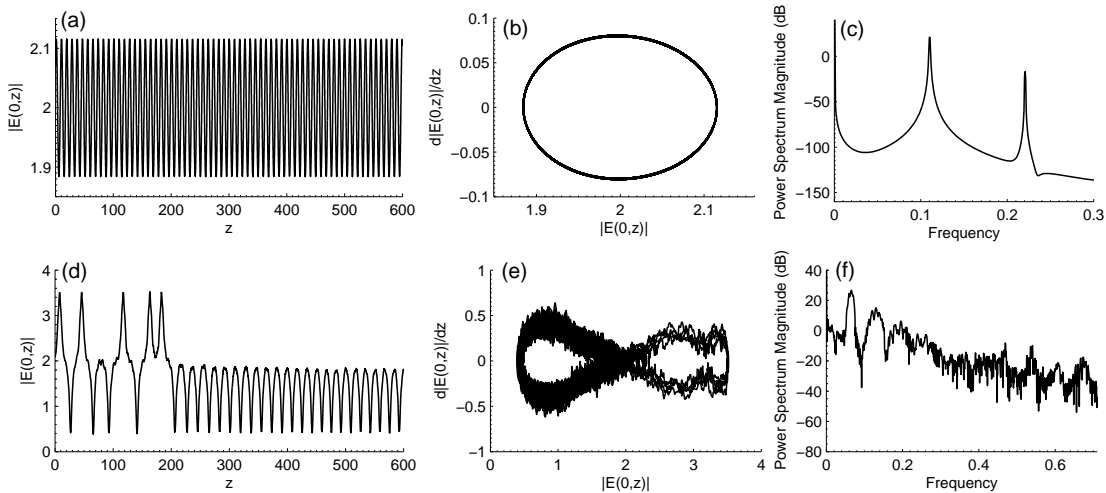 (a)
2.1
2
1.9
|E(0,z)|
0 100 200 300 400 500 600
z
(b)
0.1
0.05
0
−0.05
−0.1
d|E(0,z)|/dz
1.9 2 2.1
|E(0,z)|
(c)
0
−50
−100
−150
Power Spectrum Magnitude (dB)
0 0.1 0.2 0.3
Frequency
(d)
4
3
2
1
0
|E(0,z)|
0 100 200 300 400 500 600
z
(e)
1
0.5
0
−0.5
−1
d|E(0,z)|/dz
0 1 2 3 4
|E(0,z)|
(f)
40
20
0
−20
−40
−60
−80
Power Spectrum Magnitude (dB)
0. 0.2 0.4 0.6
Frequency